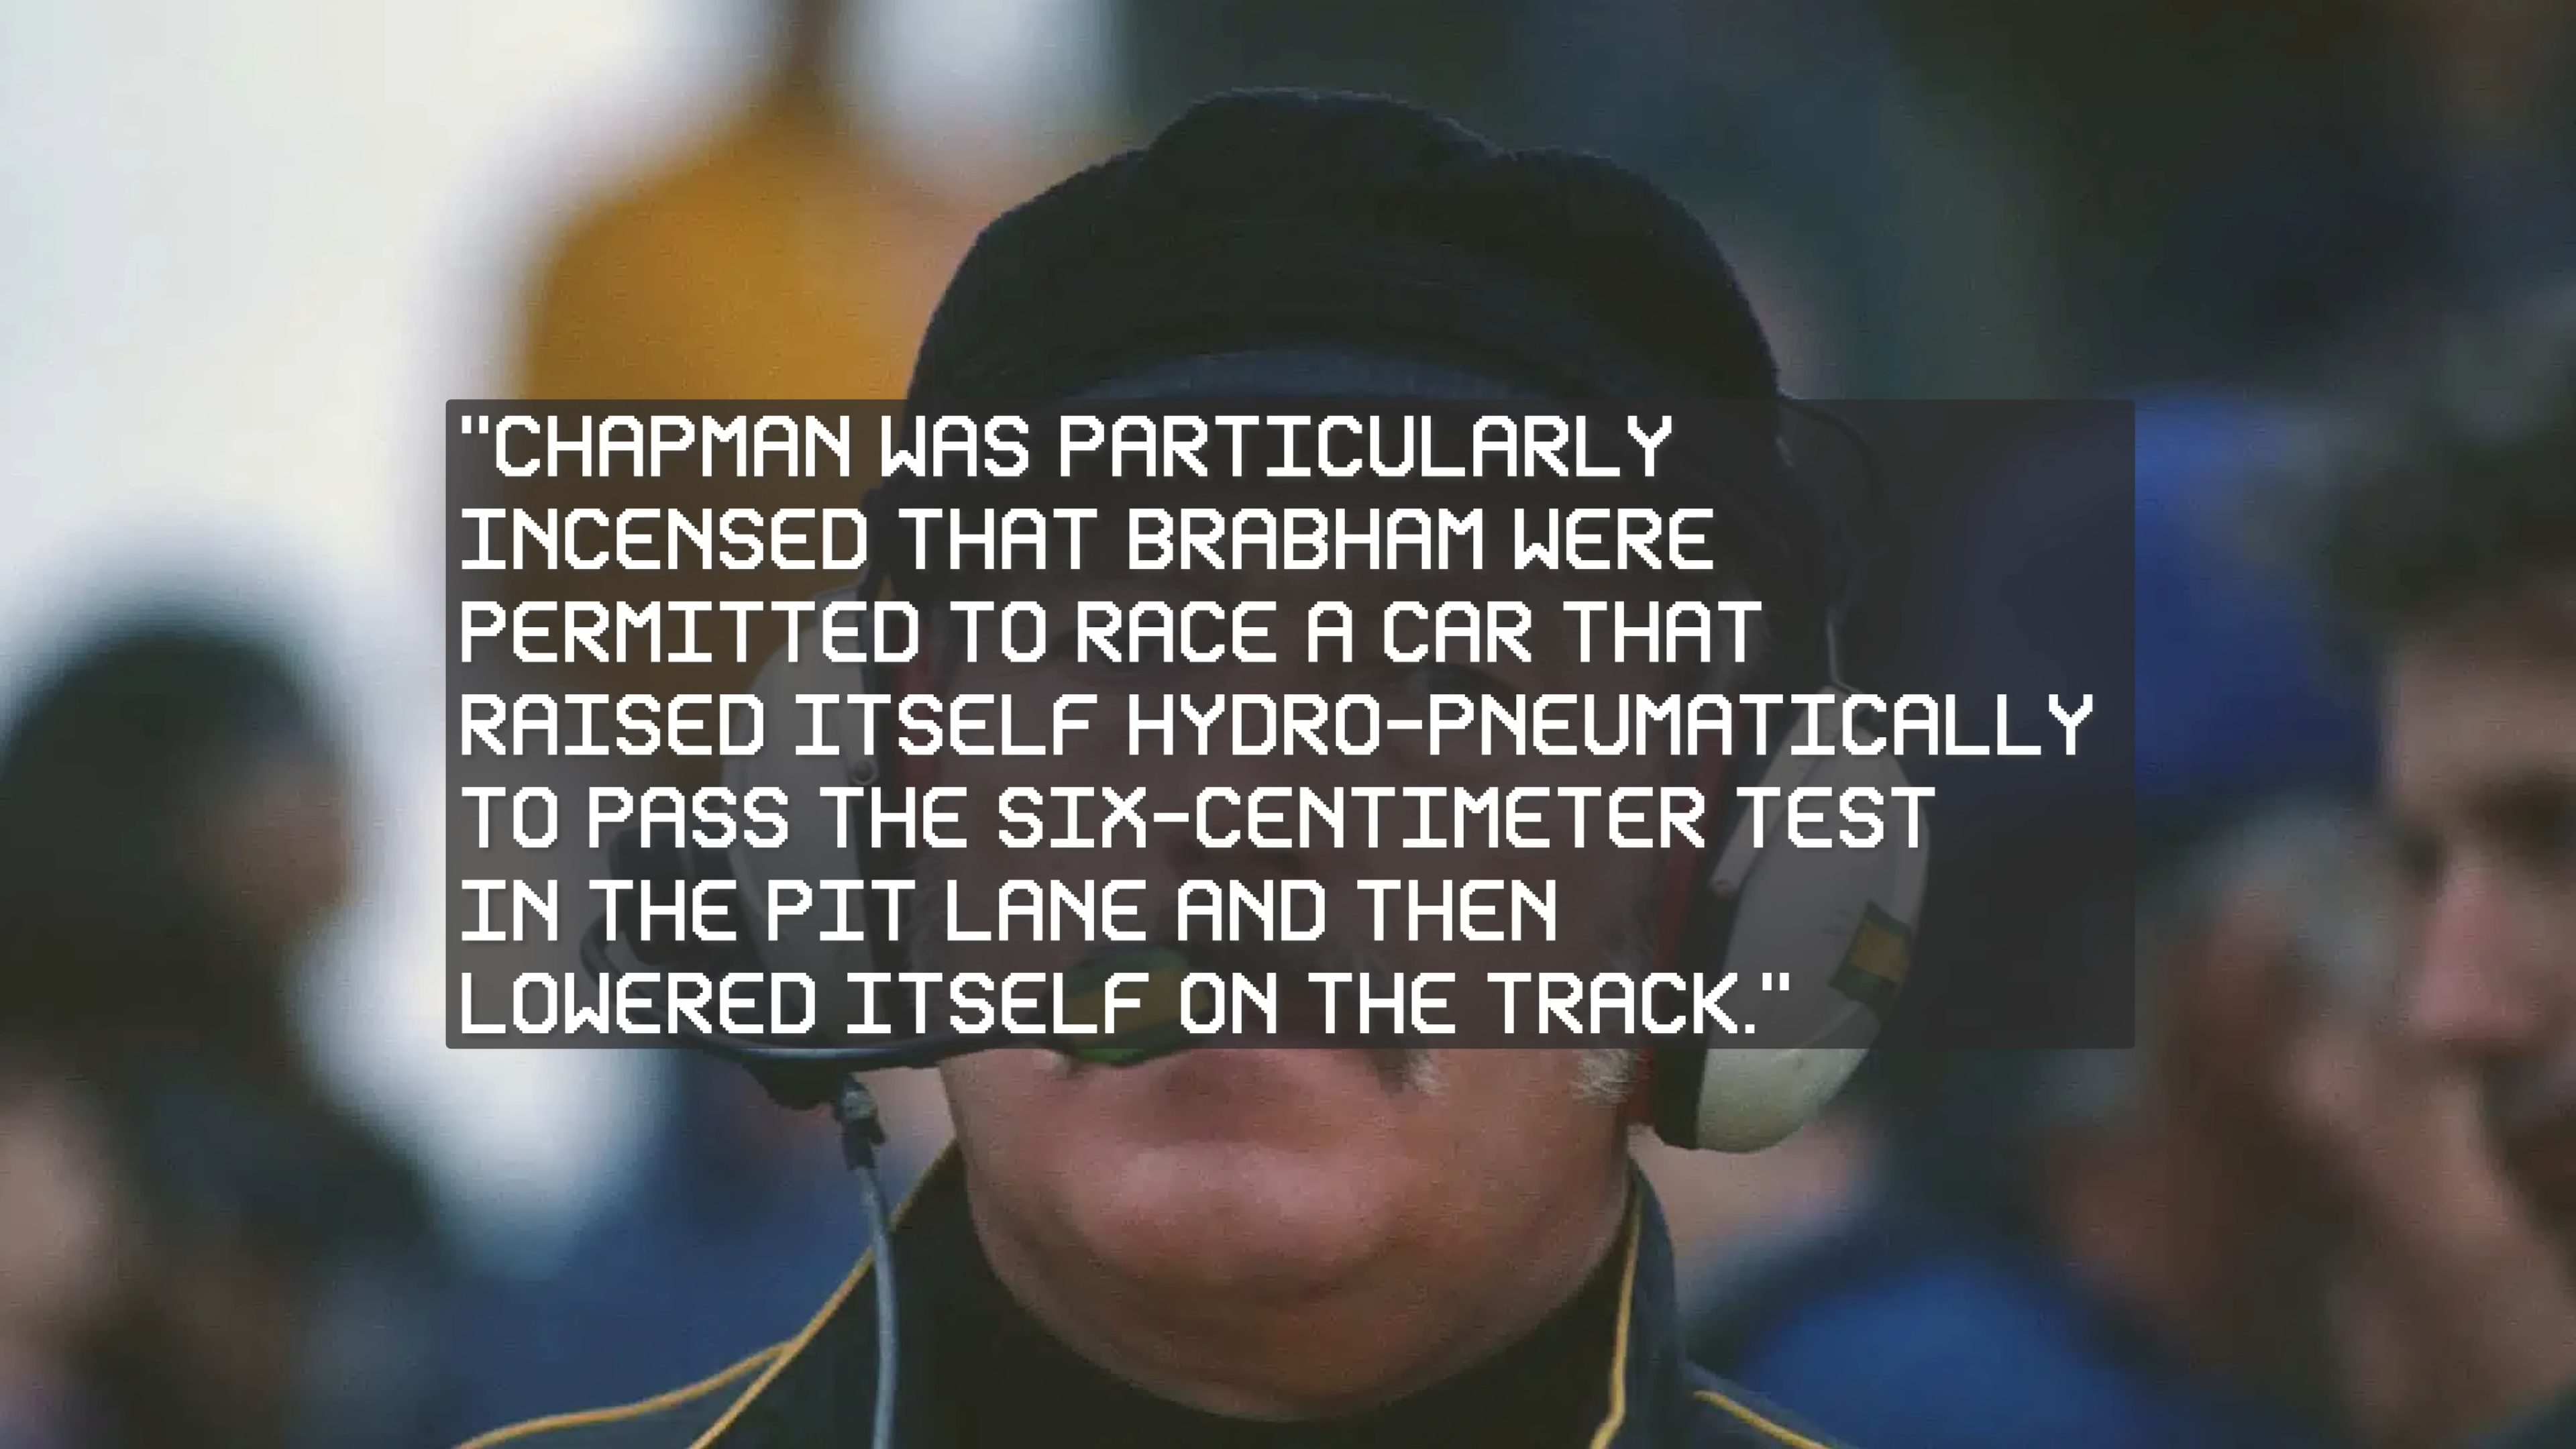 "CHAPMAN WAS PARTICULARLY
INCENSED THAT BRABHAM WERE
PERMITTED TO RACE A CAR THAT
RAISED ITSELF HYDRO-PNEUMATICALLY
TO PASS THE SIX-CENTIMETER TEST
IN THE PIT LANE AND THEN
LOWERED ITSELF ON THE TRACK."